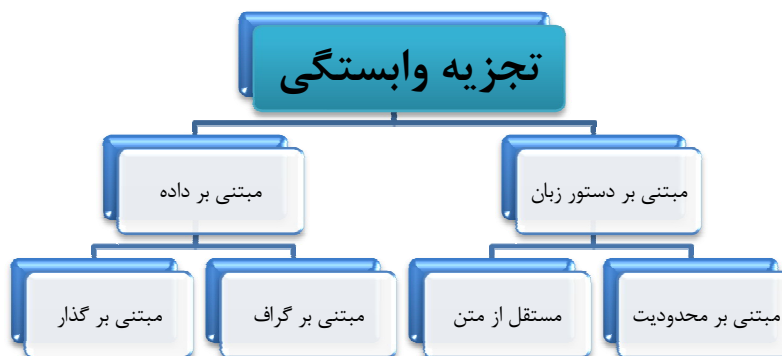 تجزیه وابستگی
مبتنی بر دستور زبان
مبتنی بر داده
مبتنی بر محدودیت
مستقل از متن
مبتنی بر گراف
مبتنی بر گذار